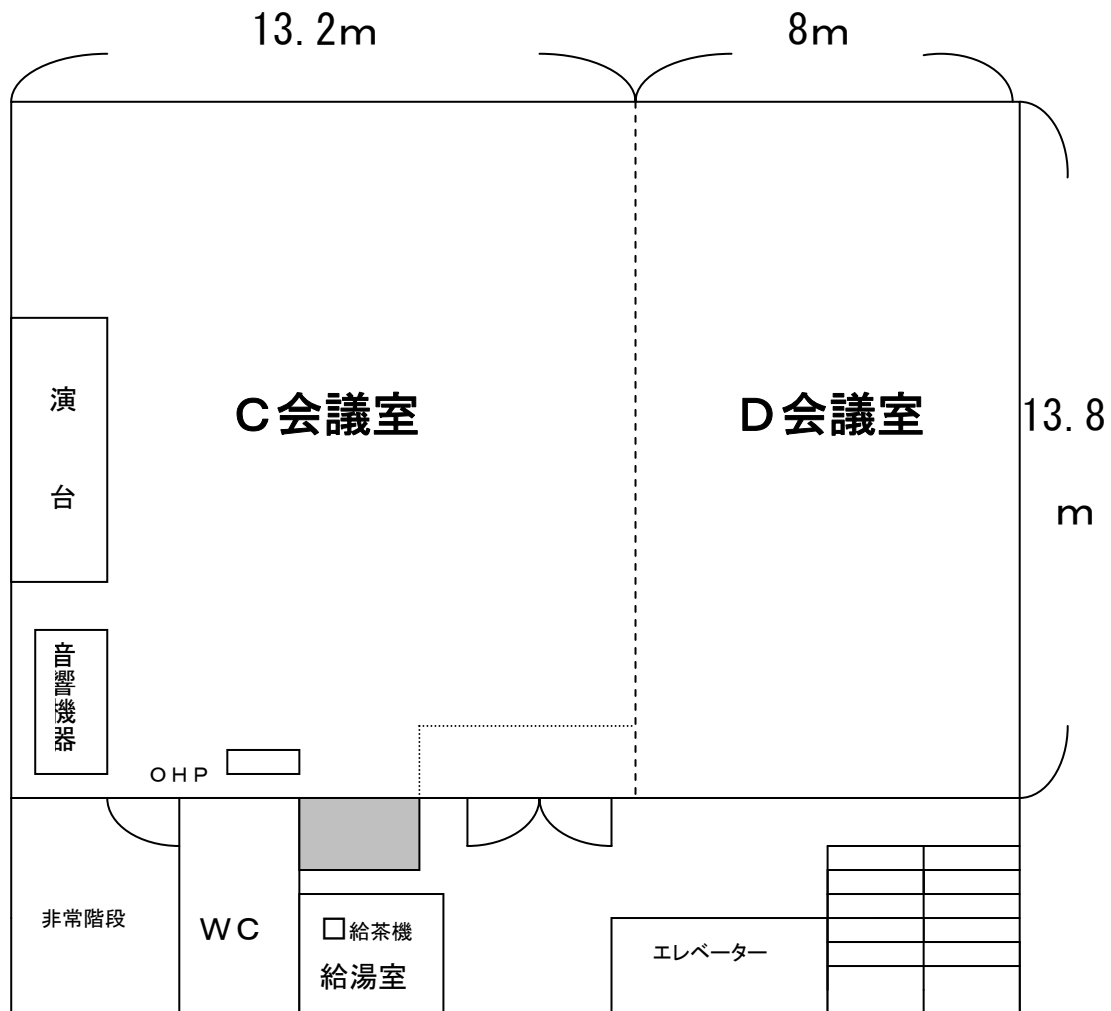 13.2m
8m
演台
C会議室
D会議室
13.8
m
音響機器
OHP
非常階段
WC
□給茶機
給湯室
エレベーター